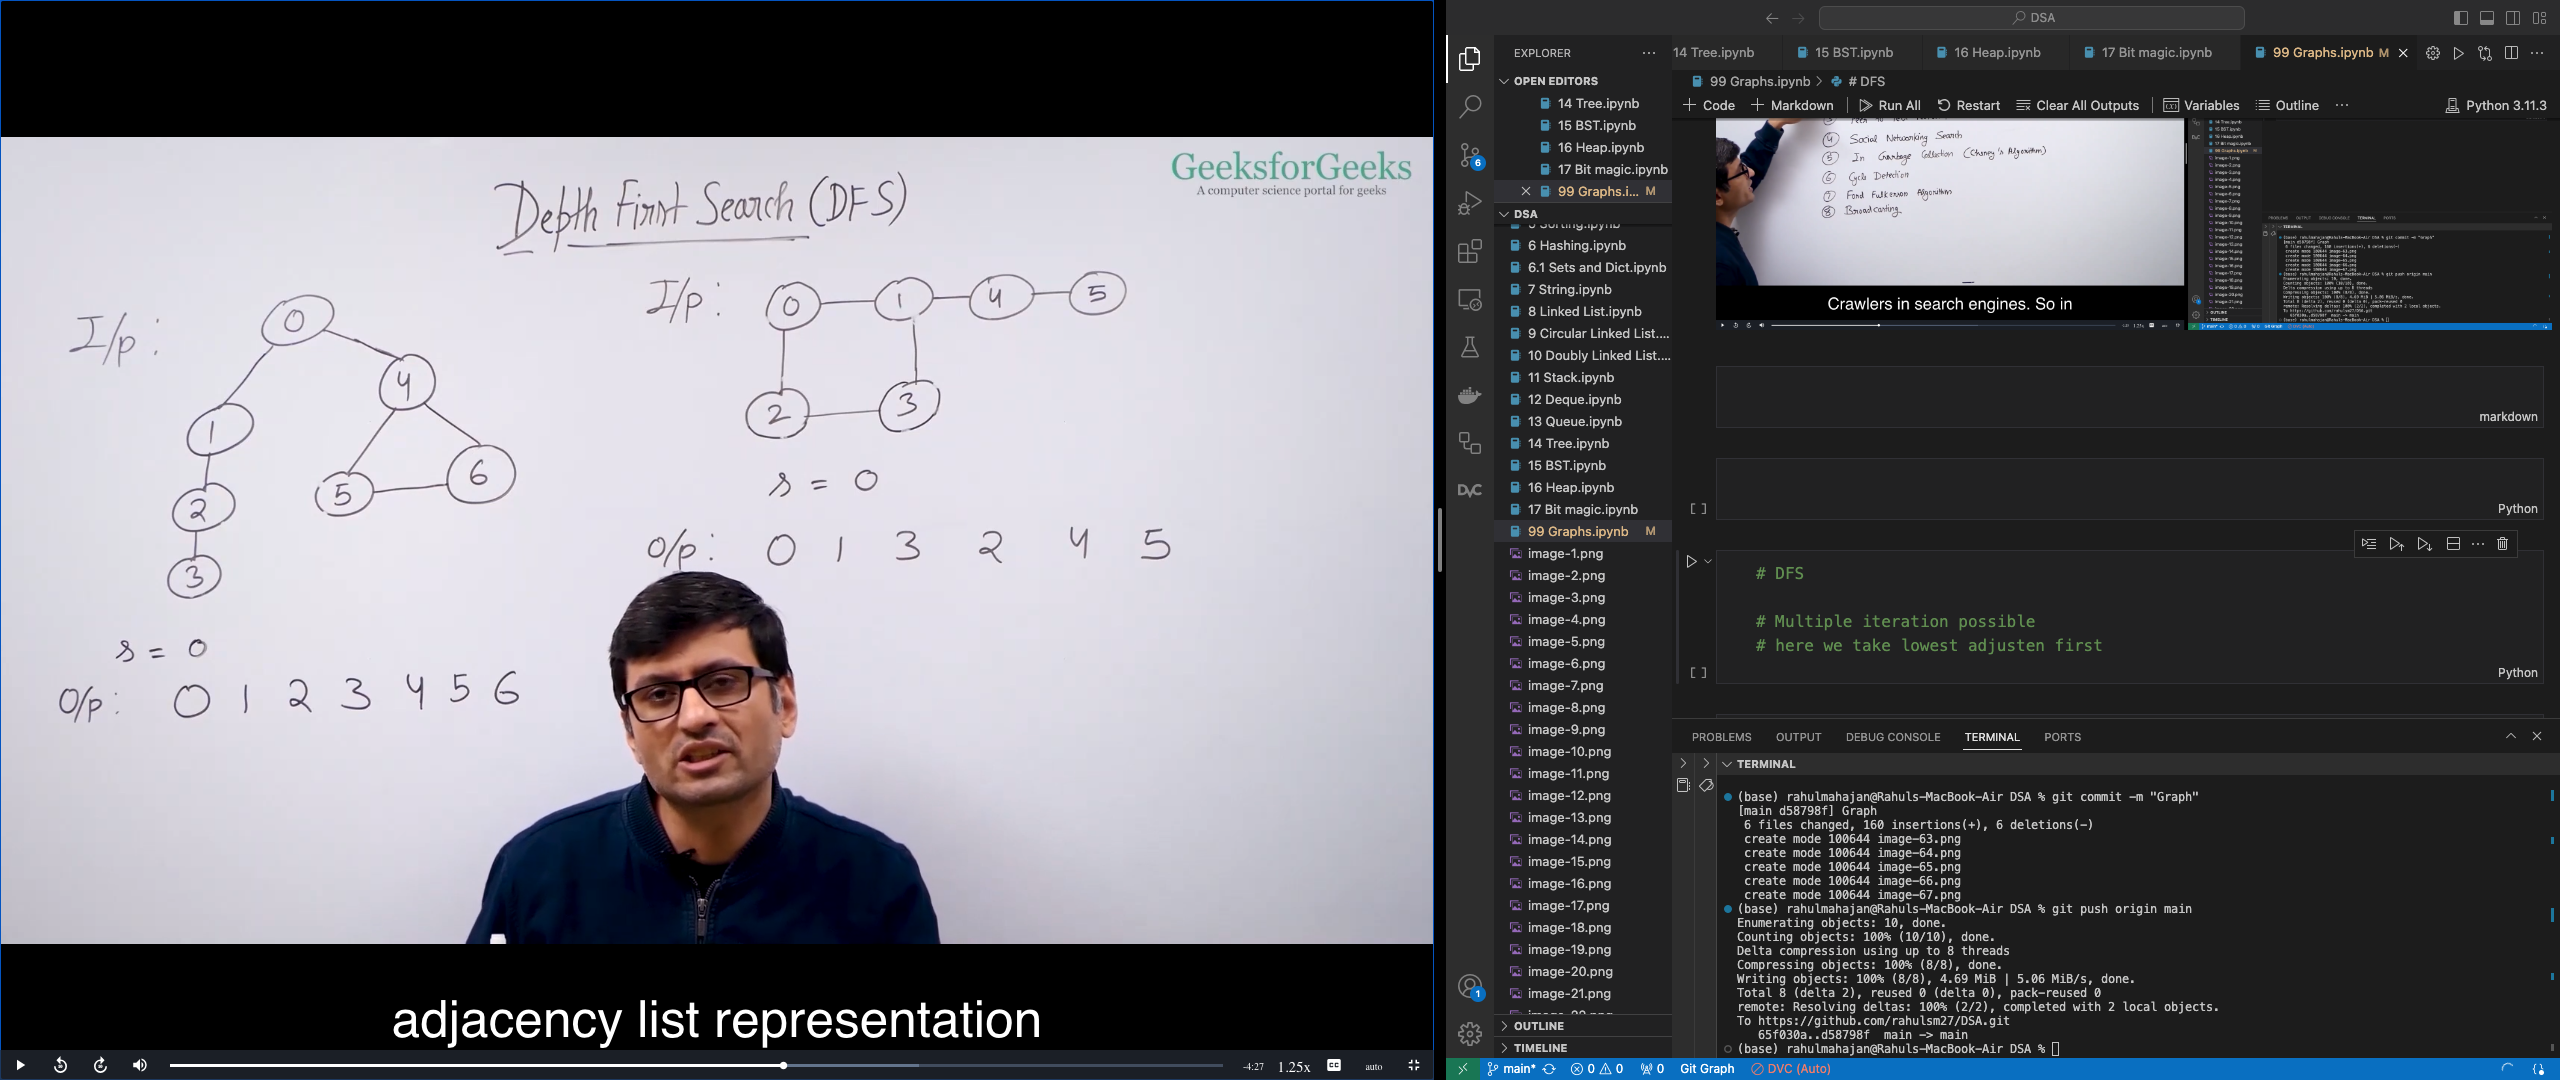 GeeksforGeeks
A computer science portal for geeks
Depth First Search (DFS)
I/p:
0
1
4
2
3
5
6
s = 0
O/p: 0 1 2 3 4 5 6
I/p:
0 1 4 5
2 3
s = 0
O/p: 0 1 3 2 4 5
adjacency list representation
-4:27 1.25x CC auto
DSA
EXPLORER
14 Tree.ipynb 15 BST.ipynb 16 Heap.ipynb 17 Bit magic.ipynb 99 Graphs.ipynb M
OPEN EDITORS
14 Tree.ipynb
15 BST.ipynb
16 Heap.ipynb
17 Bit magic.ipynb
99 Graphs.i... M
DSA
5 Sorting.ipynb
6 Hashing.ipynb
6.1 Sets and Dict.ipynb
7 String.ipynb
8 Linked List.ipynb
9 Circular Linked List....
10 Doubly Linked List....
11 Stack.ipynb
12 Deque.ipynb
13 Queue.ipynb
14 Tree.ipynb
15 BST.ipynb
16 Heap.ipynb
17 Bit magic.ipynb
99 Graphs.ipynb M
image-1.png
image-2.png
image-3.png
image-4.png
image-5.png
image-6.png
image-7.png
image-8.png
image-9.png
image-10.png
image-11.png
image-12.png
image-13.png
image-14.png
image-15.png
image-16.png
image-17.png
image-18.png
image-19.png
image-20.png
image-21.png
OUTLINE
TIMELINE
6
DVC
1
99 Graphs.ipynb > # DFS
+ Code + Markdown Run All Restart Clear All Outputs Variables Outline ... Python 3.11.3
4 Social Networking Search
5 In Garbage Collection (Cheney's Algorithm)
6 Cycle Detection
7 Ford Fulkerson Algorithm
8 Broadcasting
Crawlers in search engines. So in
markdown
[ ] Python
# DFS
# Multiple iteration possible
# here we take lowest adjusten first
[ ] Python
PROBLEMS OUTPUT DEBUG CONSOLE TERMINAL PORTS
TERMINAL
(base) rahulmahajan@Rahuls-MacBook-Air DSA % git commit -m "Graph"
[main d58798f] Graph
6 files changed, 160 insertions(+), 6 deletions(-)
create mode 100644 image-63.png
create mode 100644 image-64.png
create mode 100644 image-65.png
create mode 100644 image-66.png
create mode 100644 image-67.png
(base) rahulmahajan@Rahuls-MacBook-Air DSA % git push origin main
Enumerating objects: 10, done.
Counting objects: 100% (10/10), done.
Delta compression using up to 8 threads
Compressing objects: 100% (8/8), done.
Writing objects: 100% (8/8), 4.69 MiB | 5.06 MiB/s, done.
Total 8 (delta 2), reused 0 (delta 0), pack-reused 0
remote: Resolving deltas: 100% (2/2), completed with 2 local objects.
To https://github.com/rahulsm27/DSA.git
65f030a..d58798f main -> main
(base) rahulmahajan@Rahuls-MacBook-Air DSA %
main* 0 0 0 Git Graph DVC (Auto)